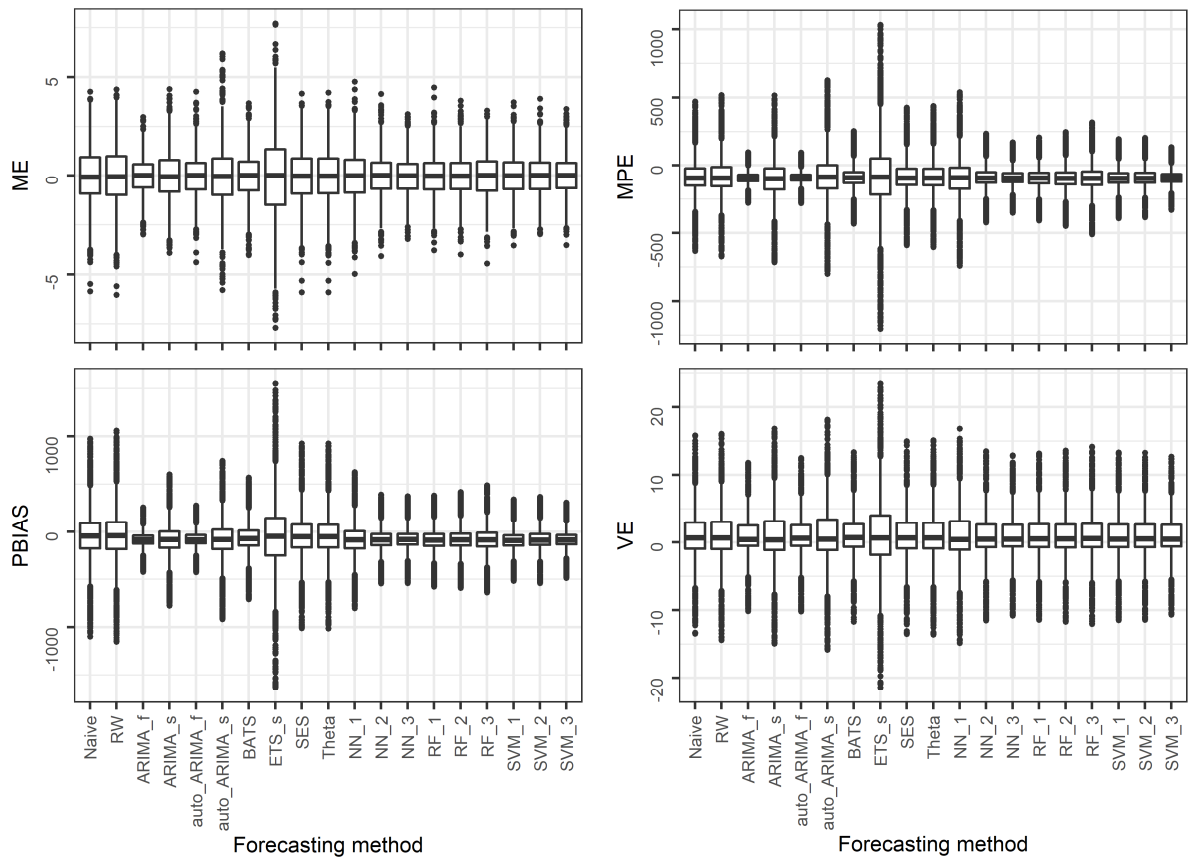 ME
5
0
-5
MPE
1000
500
0
-500
-1000
PBIAS
1000
0
-1000
VE
20
10
0
-10
-20
Naive
RW
ARIMA_f
ARIMA_s
auto_ARIMA_f
auto_ARIMA_s
BATS
ETS_s
SES
Theta
NN_1
NN_2
NN_3
RF_1
RF_2
RF_3
SVM_1
SVM_2
SVM_3
Forecasting method
Naive
RW
ARIMA_f
ARIMA_s
auto_ARIMA_f
auto_ARIMA_s
BATS
ETS_s
SES
Theta
NN_1
NN_2
NN_3
RF_1
RF_2
RF_3
SVM_1
SVM_2
SVM_3
Forecasting method